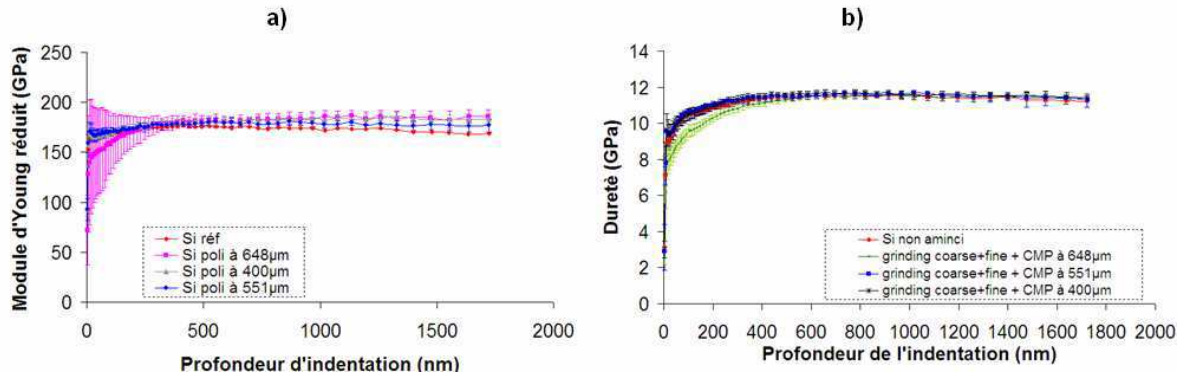 a)
Module d'Young réduit (GPa)
250
200
150
100
50
0
Si réf
Si poli à 648µm
Si poli à 400µm
Si poli à 551µm
0
500
1000
1500
2000
Profondeur d'indentation (nm)
b)
Dureté (GPa)
14
12
10
8
6
4
2
0
Si non aminci
grinding coarse+fine + CMP à 648µm
grinding coarse+fine + CMP à 551µm
grinding coarse+fine + CMP à 400µm
0
200
400
600
800
1000
1200
1400
1600
1800
2000
Profondeur de l'indentation (nm)